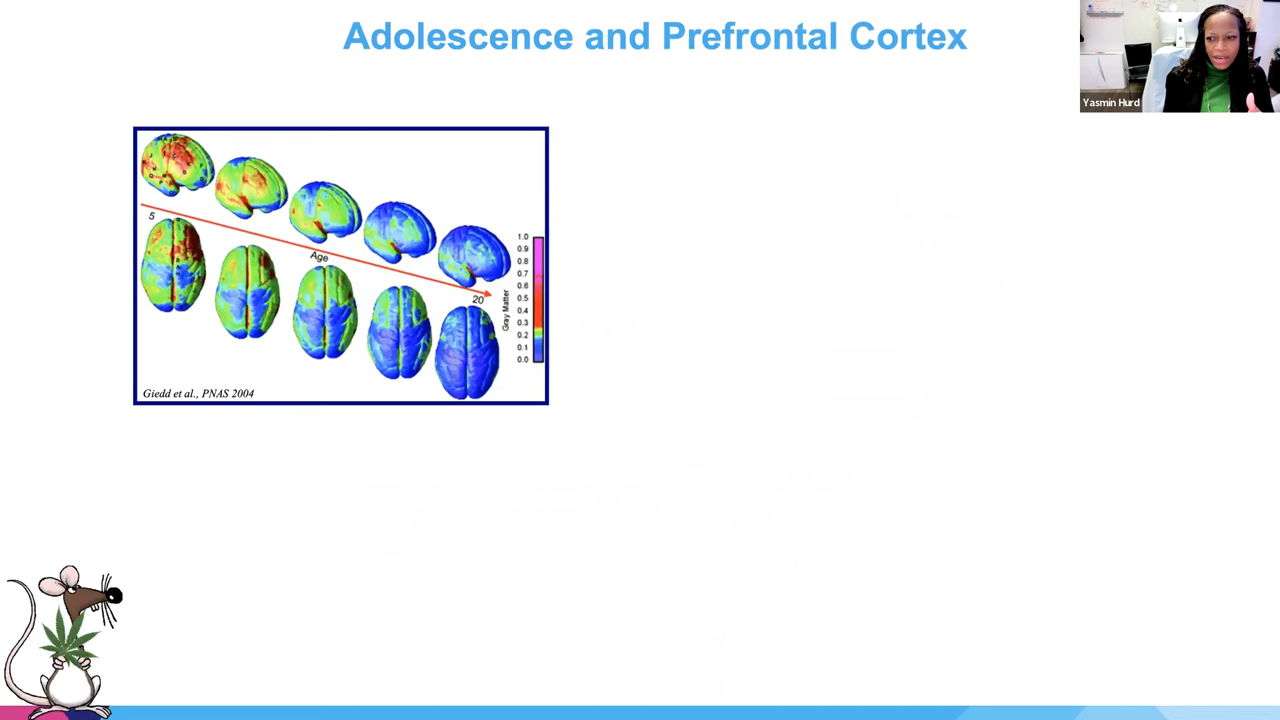 Adolescence and Prefrontal Cortex
Yasmin Hurd
5
Age
20
1.0
0.9
0.8
0.7
0.6
0.5
0.4
0.3
0.2
0.1
0.0
Gray Matter
Giedd et al., PNAS 2004